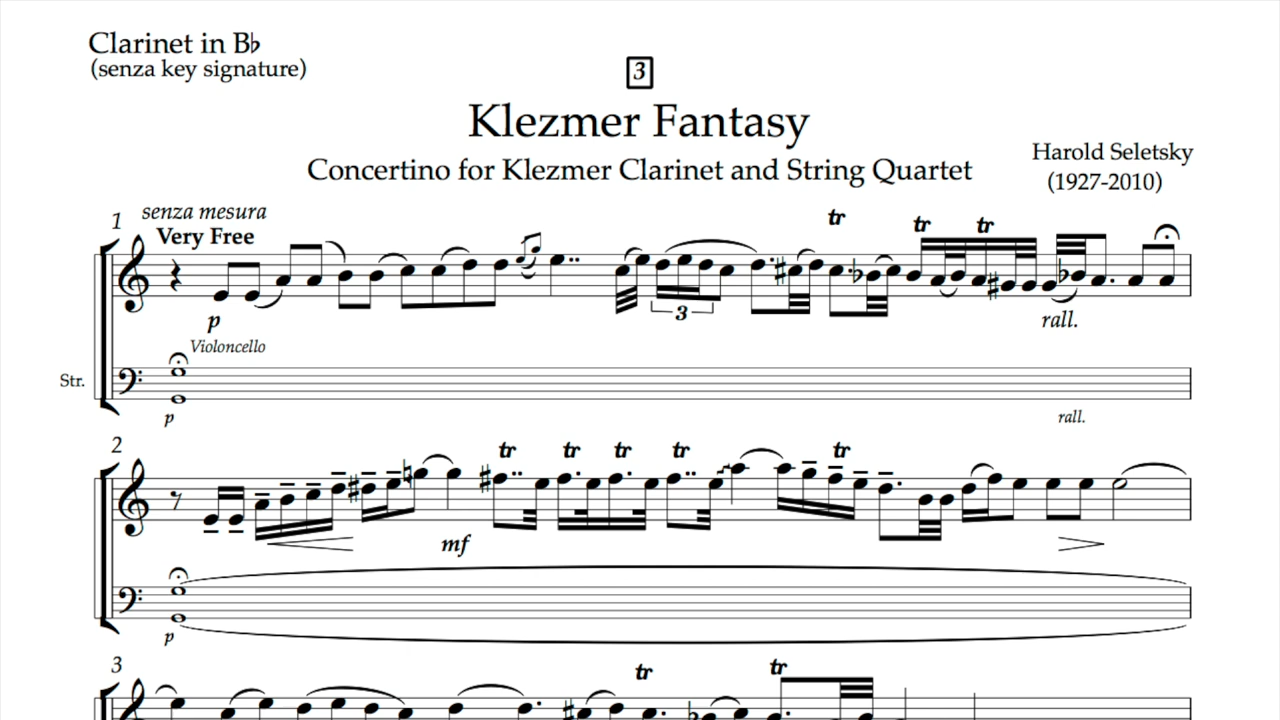 Clarinet in B♭
(senza key signature)
3
Klezmer Fantasy
Concertino for Klezmer Clarinet and String Quartet
Harold Seletsky
(1927-2010)
1
senza mesura
Very Free
tr tr tr
3
p
rall.
Violoncello
Str.
p
rall.
2
tr tr tr tr tr
mf
p
3
tr tr